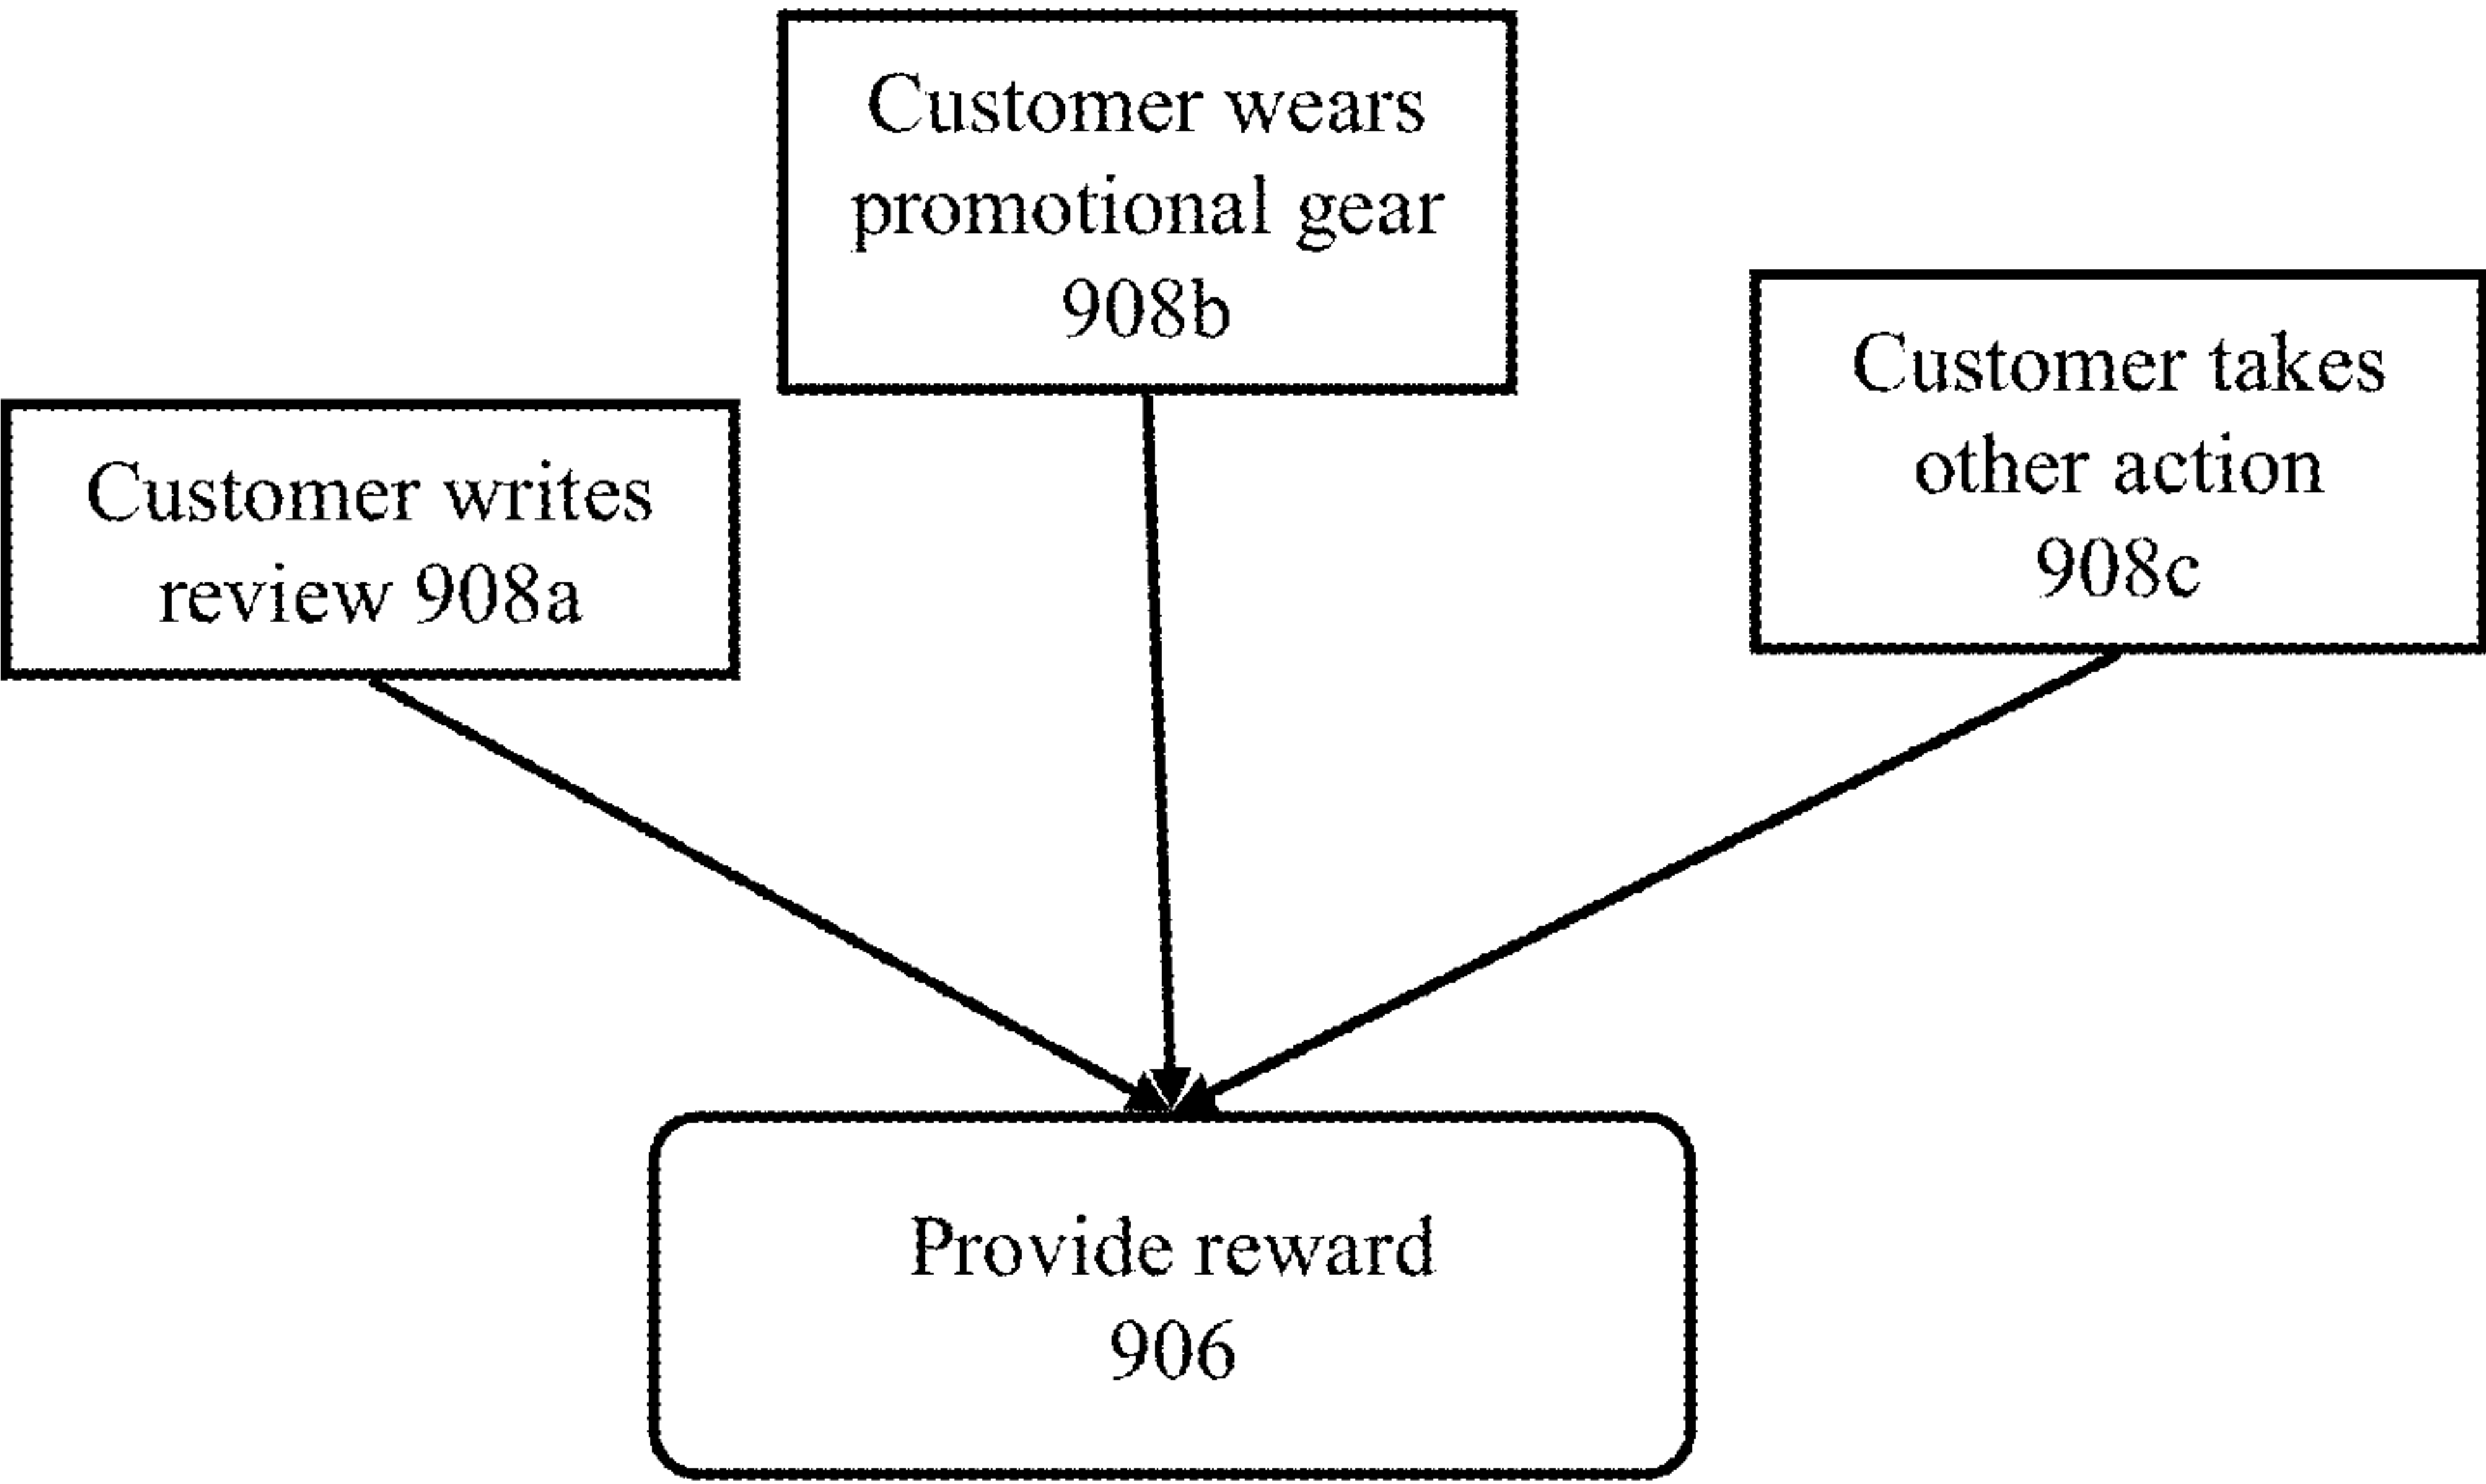 Customer wears
promotional gear
908b
Customer takes
other action
908c
Customer writes
review 908a
Provide reward
906